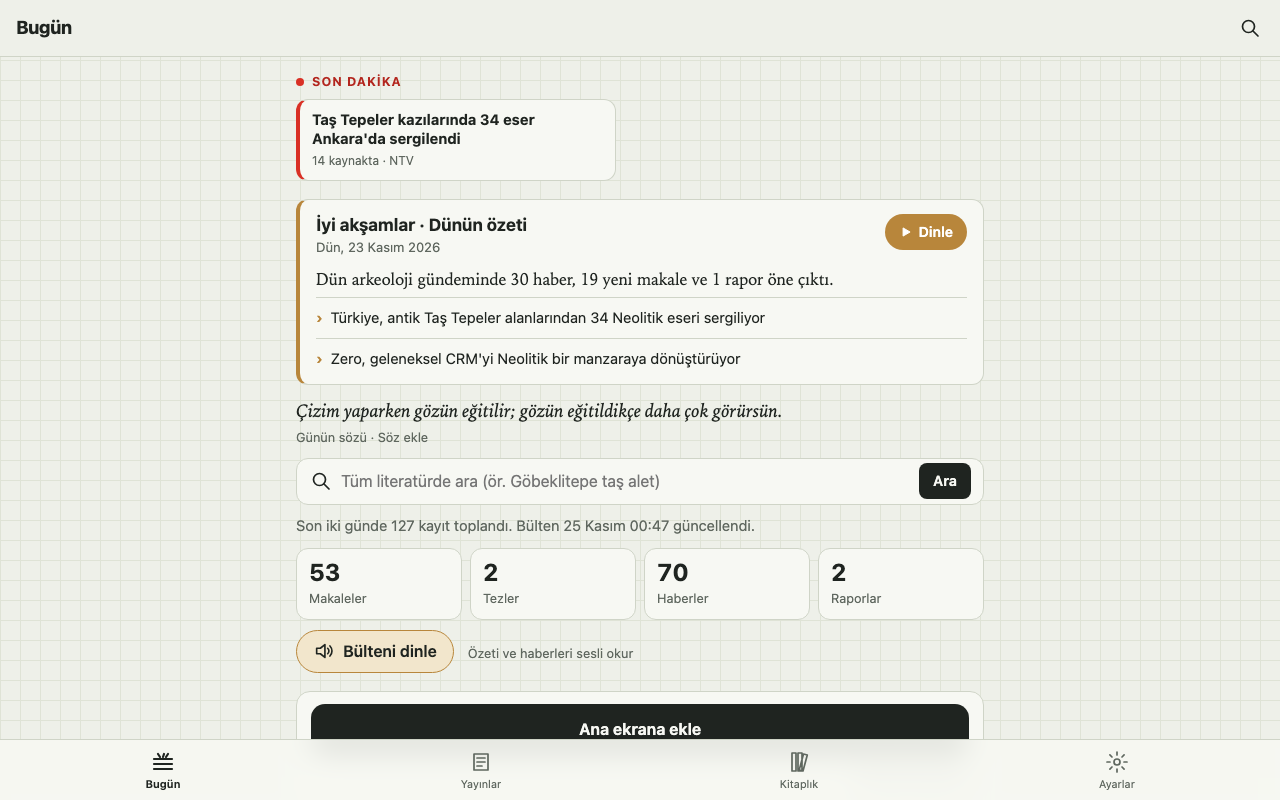 Bugün
SON DAKİKA
Taş Tepeler kazılarında 34 eser
Ankara'da sergilendi
14 kaynakta · NTV
İyi akşamlar · Dünün özeti
Dinle
Dün, 23 Kasım 2026
Dün arkeoloji gündeminde 30 haber, 19 yeni makale ve 1 rapor öne çıktı.
› Türkiye, antik Taş Tepeler alanlarından 34 Neolitik eseri sergiliyor
› Zero, geleneksel CRM'yi Neolitik bir manzaraya dönüştürüyor
Çizim yaparken gözün eğitilir; gözün eğitildikçe daha çok görürsün.
Günün sözü · Söz ekle
Tüm literatürde ara (ör. Göbeklitepe taş alet)
Ara
Son iki günde 127 kayıt toplandı. Bülten 25 Kasım 00:47 güncellendi.
53
Makaleler
2
Tezler
70
Haberler
2
Raporlar
Bülteni dinle
Özeti ve haberleri sesli okur
Ana ekrana ekle
Bugün
Yayınlar
Kitaplık
Ayarlar